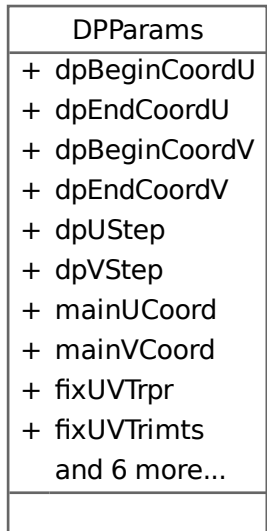 DPParams
+ dpBeginCoordU
+ dpEndCoordU
+ dpBeginCoordV
+ dpEndCoordV
+ dpUStep
+ dpVStep
+ mainUCoord
+ mainVCoord
+ fixUVTrpr
+ fixUVTrimts
and 6 more...